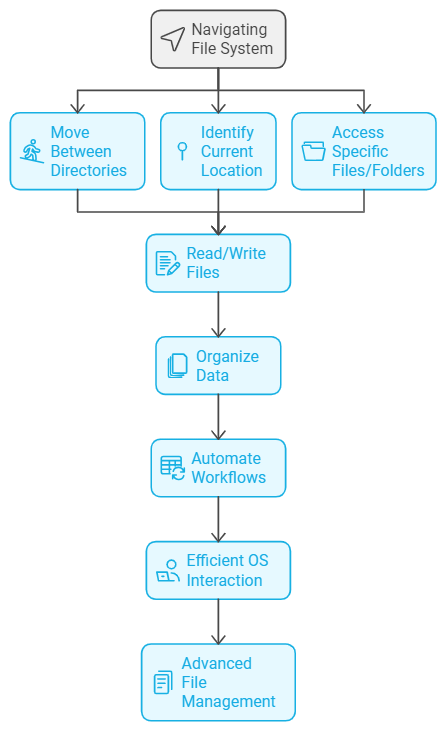 Navigating
File System
Move
Between
Directories
Identify
Current
Location
Access
Specific
Files/Folders
Read/Write
Files
Organize
Data
Automate
Workflows
Efficient OS
Interaction
Advanced
File
Management